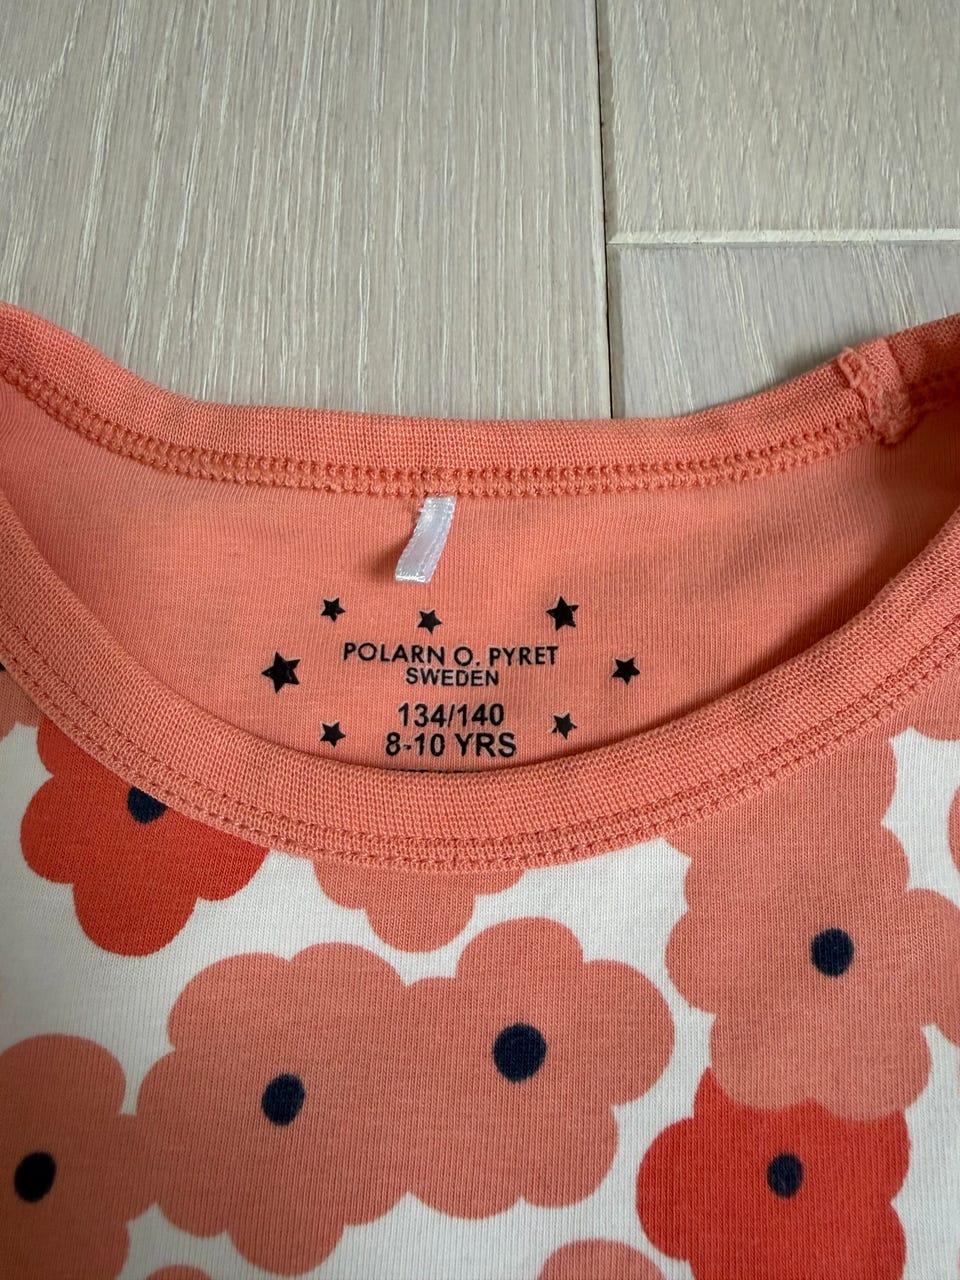 POLARN O. PYRET
SWEDEN
134/140
8-10 YRS